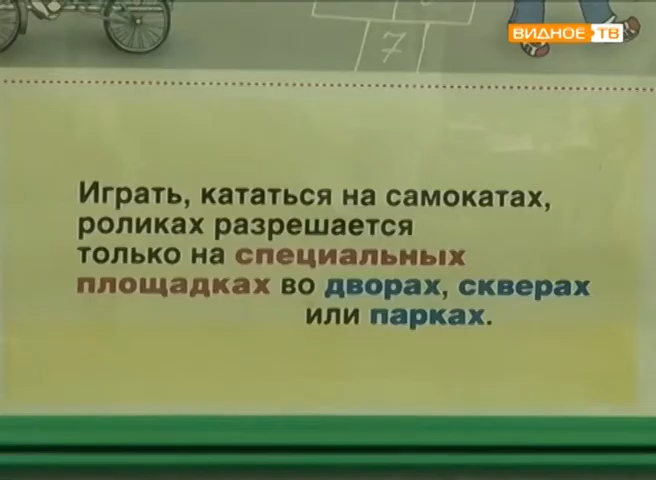 ВИДНОЕ ТВ
7
Играть, кататься на самокатах,
роликах разрешается
только на специальных
площадках во дворах, скверах
или парках.